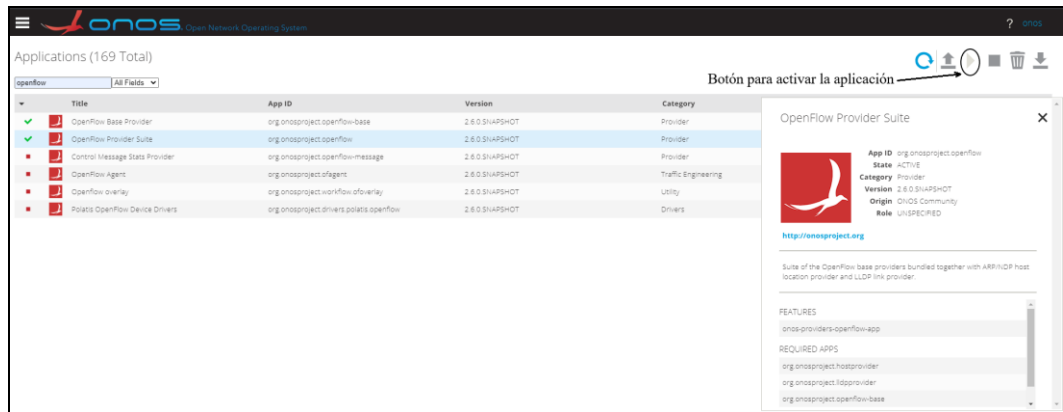 onos Open Network Operating System ? onos
Applications (169 Total)
openflow All Fields
Botón para activar la aplicación
Title App ID Version Category
OpenFlow Base Provider org.onosproject.openflow-base 2.6.0.SNAPSHOT Provider
OpenFlow Provider Suite org.onosproject.openflow 2.6.0.SNAPSHOT Provider
Control Message Stats Provider org.onosproject.openflow-message 2.6.0.SNAPSHOT Provider
OpenFlow Agent org.onosproject.ofagent 2.6.0.SNAPSHOT Traffic Engineering
Openflow overlay org.onosproject.workflow.ofoverlay 2.6.0.SNAPSHOT Utility
Polatis OpenFlow Device Drivers org.onosproject.drivers.polatis.openflow 2.6.0.SNAPSHOT Drivers
OpenFlow Provider Suite
App ID org.onosproject.openflow
State ACTIVE
Category Provider
Version 2.6.0.SNAPSHOT
Origin ONOS Community
Role UNSPECIFIED
http://onosproject.org
Suite of the OpenFlow base providers bundled together with ARP/NDP host
location provider and LLDP link provider.
FEATURES
onos-providers-openflow-app
REQUIRED APPS
org.onosproject.hostprovider
org.onosproject.lldpprovider
org.onosproject.openflow-base